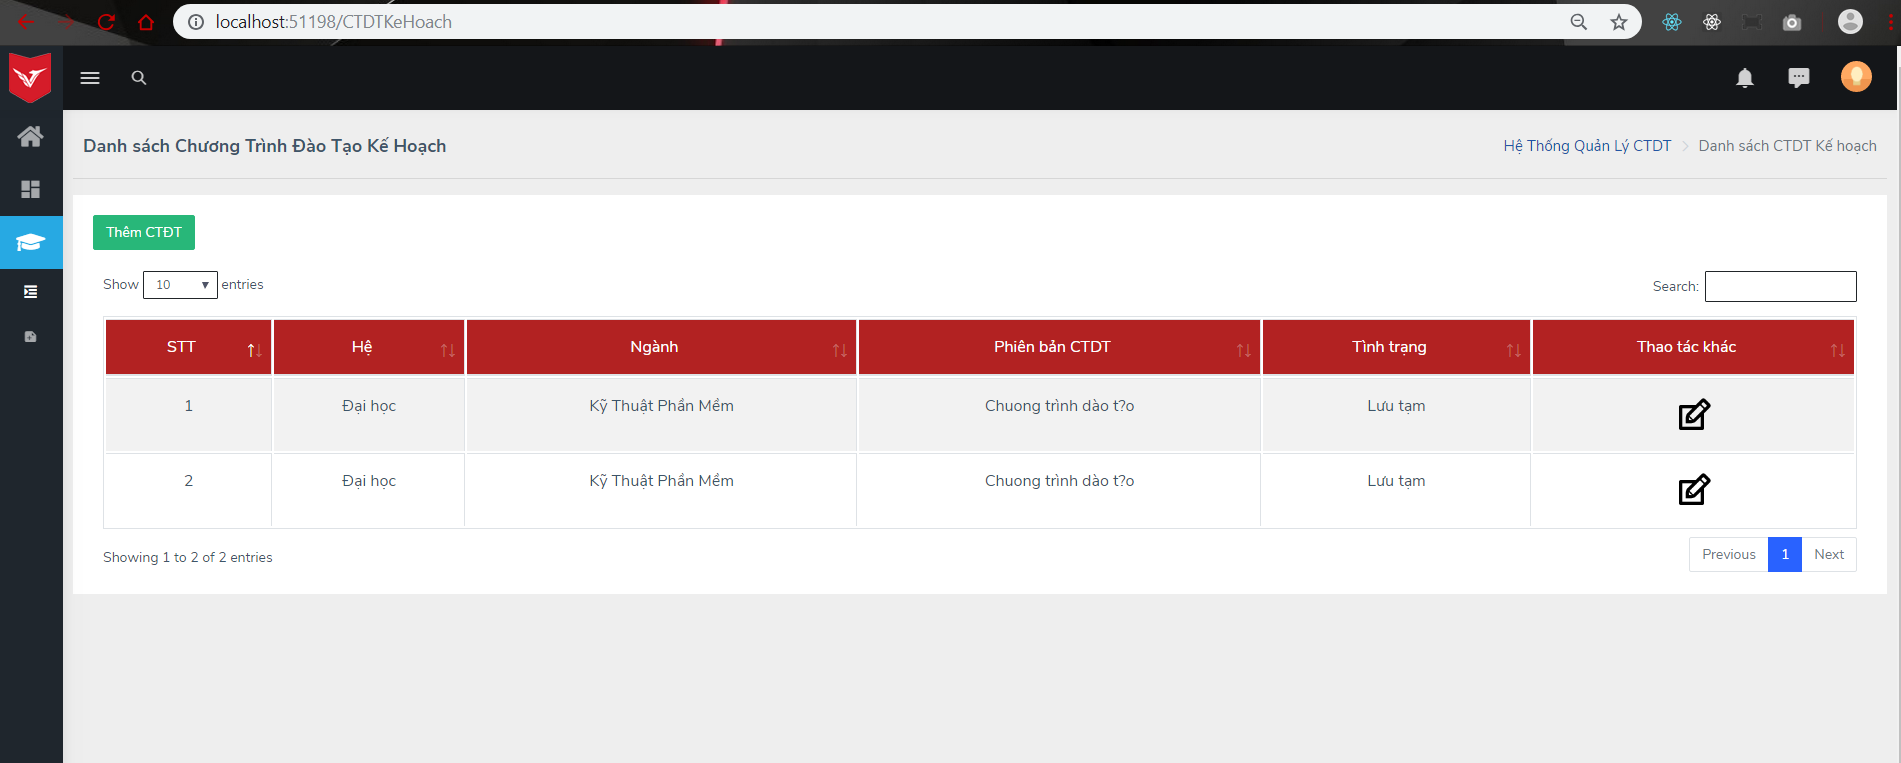 localhost:51198/CTDTKeHoach
Danh sách Chương Trình Đào Tạo Kế Hoạch
Hệ Thống Quản Lý CTDT > Danh sách CTDT Kế hoạch
Thêm CTĐT
Show 10 entries
Search:
STT Hệ Ngành Phiên bản CTDT Tình trạng Thao tác khác
1 Đại học Kỹ Thuật Phần Mềm Chuong trình dào t?o Lưu tạm
2 Đại học Kỹ Thuật Phần Mềm Chuong trình dào t?o Lưu tạm
Showing 1 to 2 of 2 entries
Previous 1 Next